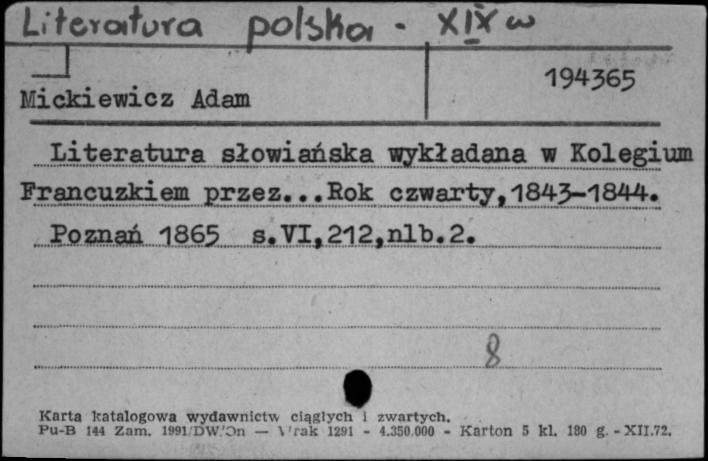 Literatura polska - XIX w
194365
Mickiewicz Adam
Literatura słowiańska wykładana w Kolegium
Francuzkiem przez...Rok czwarty,1843-1844.
Poznań 1865 s.VI,212,nlb.2.
8
Karta katalogowa wydawnictw ciągłych i zwartych.
Pu-B 144 Zam. 1991/DW/On — 1291 - 4.350.000 - Karton 5 kl. 180 g. - XII.72.